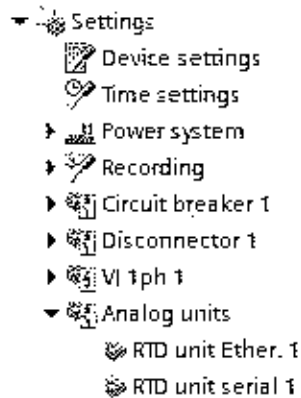 Settings
Device settings
Time settings
Power system
Recording
Circuit breaker 1
Disconnector 1
VI 1ph 1
Analog units
RTD unit Ether. 1
RTD unit serial 1